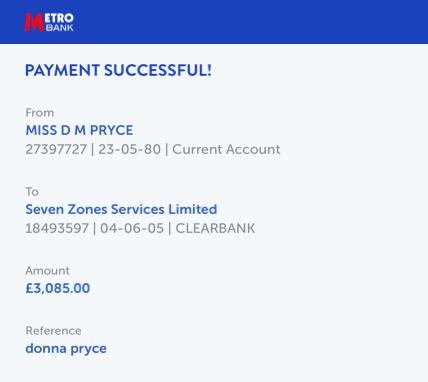 METRO
BANK
PAYMENT SUCCESSFUL!
From
MISS D M PRYCE
27397727 | 23-05-80 | Current Account
To
Seven Zones Services Limited
18493597 | 04-06-05 | CLEARBANK
Amount
£3,085.00
Reference
donna pryce